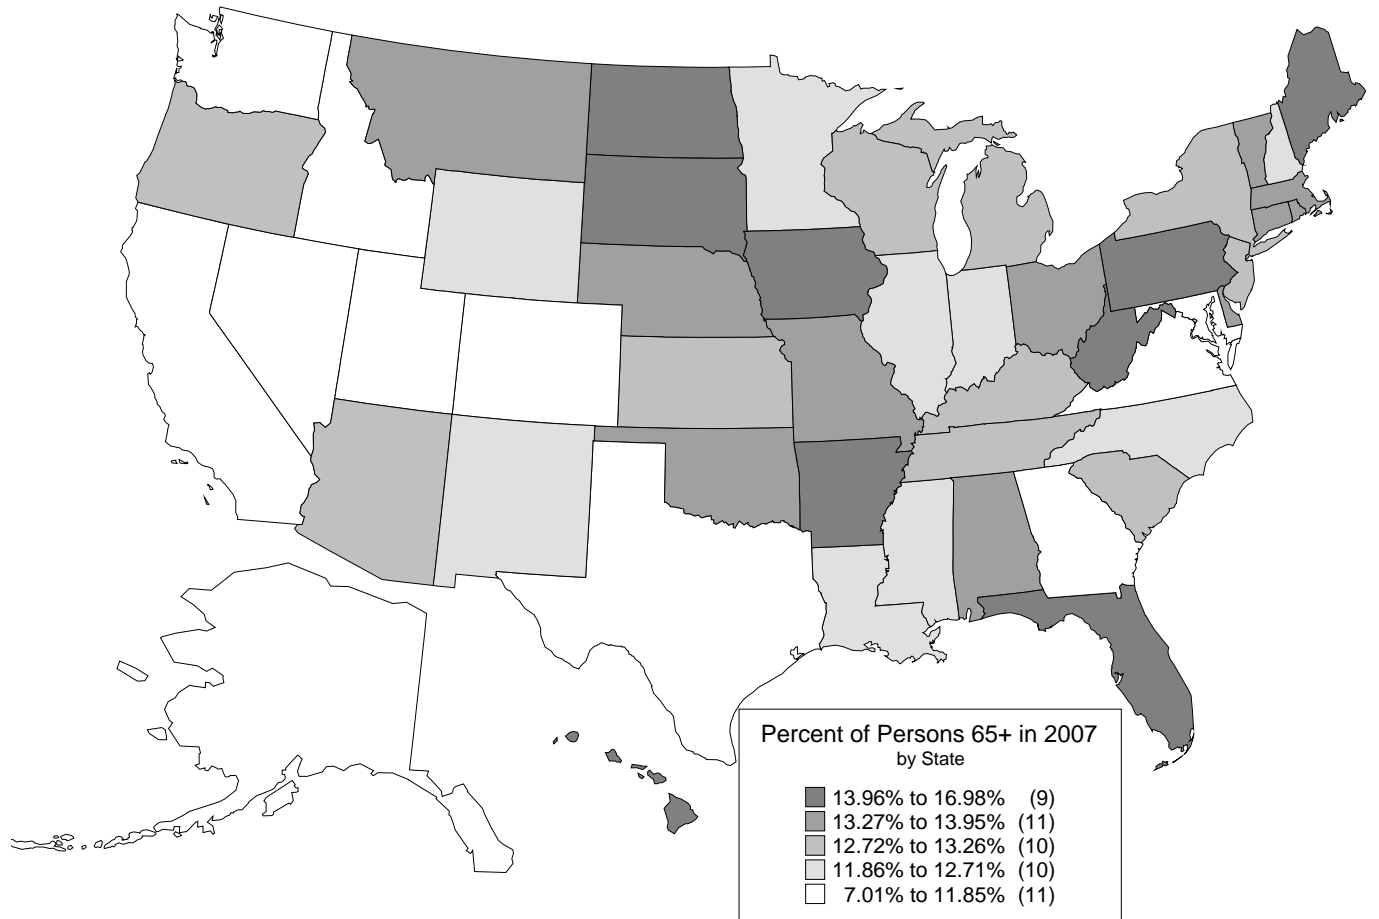 Percent of Persons 65+ in 2007
by State
13.96% to 16.98% (9)
13.27% to 13.95% (11)
12.72% to 13.26% (10)
11.86% to 12.71% (10)
7.01% to 11.85% (11)